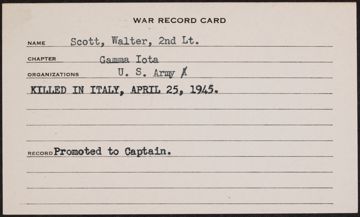 WAR RECORD CARD
NAME Scott, Walter, 2nd Lt.
CHAPTER Gamma Iota
ORGANIZATIONS U. S. Army
KILLED IN ITALY, APRIL 25, 1945.
RECORD Promoted to Captain.